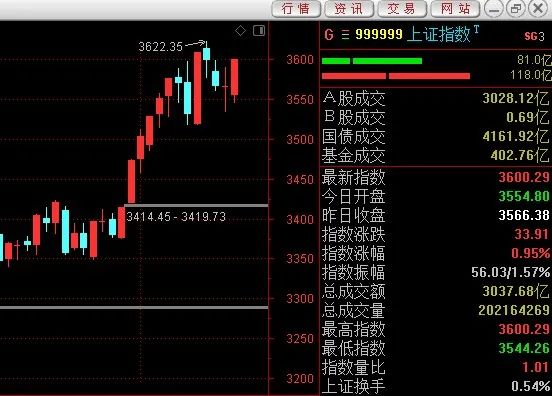 行情 资讯 交易 网站
3622.35
3600
3550
3500
3450
3400
3350
3300
3250
3200
3414.45 - 3419.73
G 999999 上证指数 T SG3
81.0亿
118.0亿
A股成交 3028.12亿
B股成交 0.69亿
国债成交 4161.92亿
基金成交 402.76亿
最新指数 3600.29
今日开盘 3554.80
昨日收盘 3566.38
指数涨跌 33.91
指数涨幅 0.95%
指数振幅 56.03/1.57%
总成交额 3037.68亿
总成交量 202164269
最高指数 3600.29
最低指数 3544.26
指数量比 1.01
上证换手 0.54%